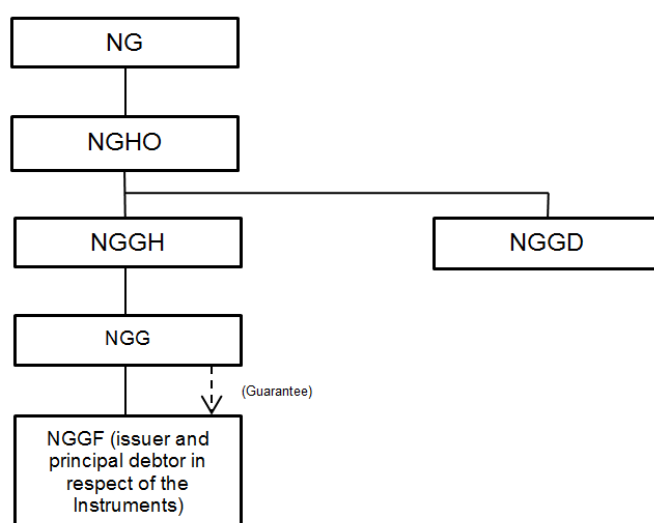 NG
NGHO
NGGH
NGGD
NGG
(Guarantee)
NGGF (issuer and
principal debtor in
respect of the
Instruments)